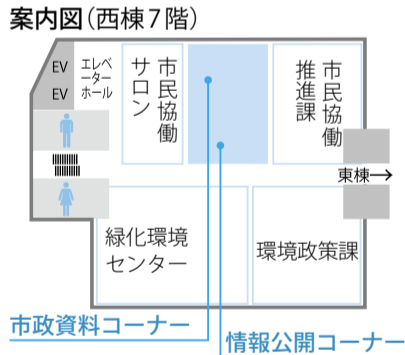 案内図（西棟７階）
EV
EV
エレベ
ーター
ホール
市民協働
サロン
市民協働
推進課
東棟→
緑化環境
センター
環境政策課
市政資料コーナー
情報公開コーナー